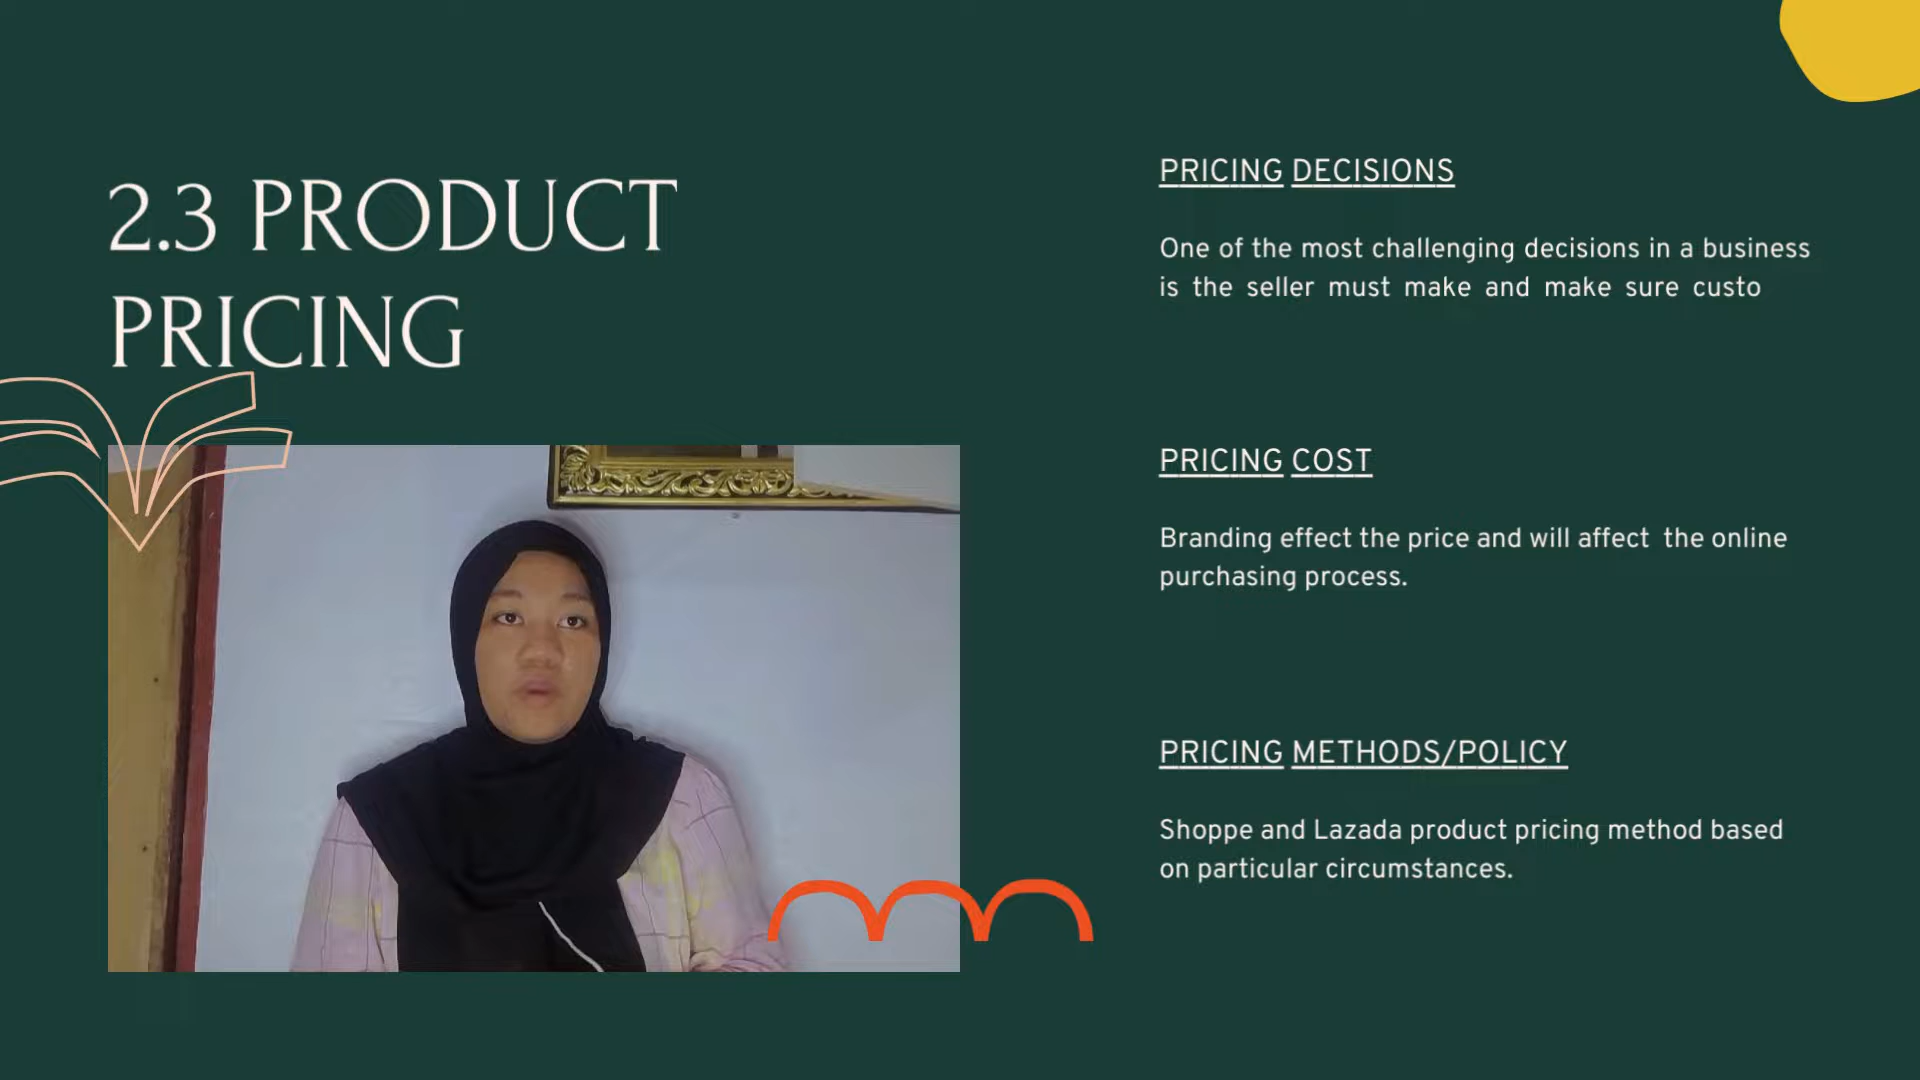 2.3 PRODUCT
PRICING
PRICING DECISIONS
One of the most challenging decisions in a business
is the seller must make and make sure custo
PRICING COST
Branding effect the price and will affect the online
purchasing process.
PRICING METHODS/POLICY
Shoppe and Lazada product pricing method based
on particular circumstances.